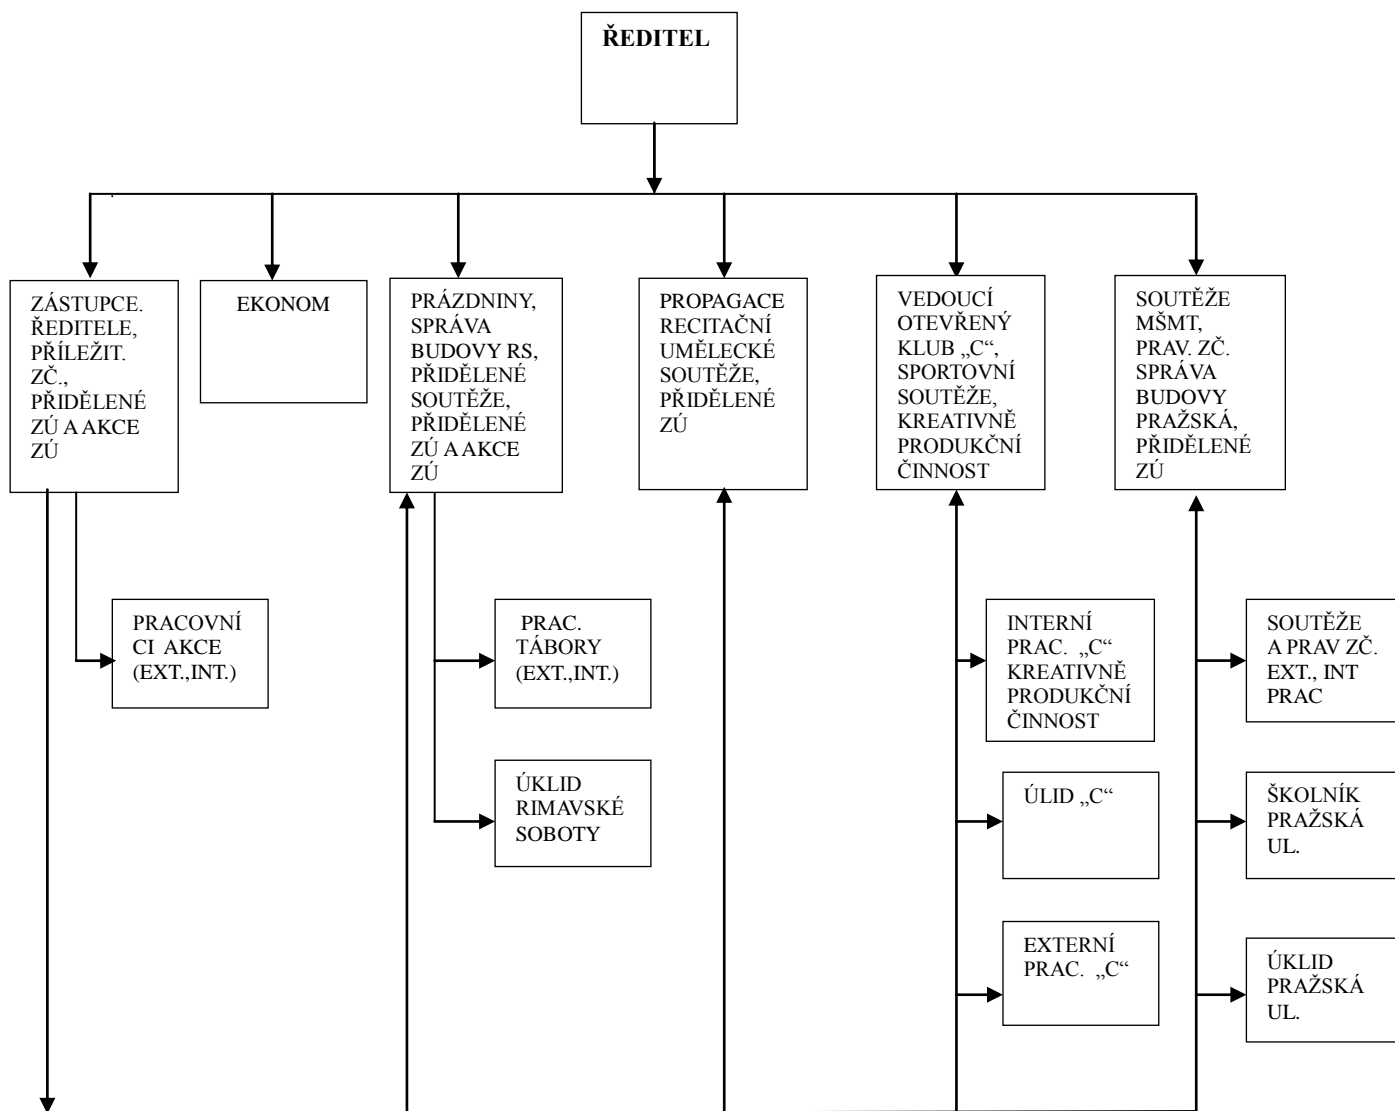 ŘEDITEL
ZÁSTUPCE.
ŘEDITELE,
PŘÍLEŽIT.
ZČ.,
PŘIDĚLENÉ
ZÚ A AKCE
ZÚ
EKONOM
PRÁZDNINY,
SPRÁVA
BUDOVY RS,
PŘIDĚLENÉ
SOUTĚŽE,
PŘIDĚLENÉ
ZÚ A AKCE
ZÚ
PROPAGACE
RECITAČNÍ
UMĚLECKÉ
SOUTĚŽE,
PŘIDĚLENÉ
ZÚ
VEDOUCÍ
OTEVŘENÝ
KLUB „C“,
SPORTOVNÍ
SOUTĚŽE,
KREATIVNĚ
PRODUKČNÍ
ČINNOST
SOUTĚŽE
MŠMT,
PRAV. ZČ.
SPRÁVA
BUDOVY
PRAŽSKÁ,
PŘIDĚLENÉ
ZÚ
PRACOVNÍ
CI AKCE
(EXT.,INT.)
PRAC.
TÁBORY
(EXT.,INT.)
INTERNÍ
PRAC. „C“
KREATIVNĚ
PRODUKČNÍ
ČINNOST
SOUTĚŽE
A PRAV ZČ.
EXT., INT
PRAC
ÚKLID
RIMAVSKÉ
SOBOTY
ÚLID „C“
ŠKOLNÍK
PRAŽSKÁ
UL.
EXTERNÍ
PRAC. „C“
ÚKLID
PRAŽSKÁ
UL.